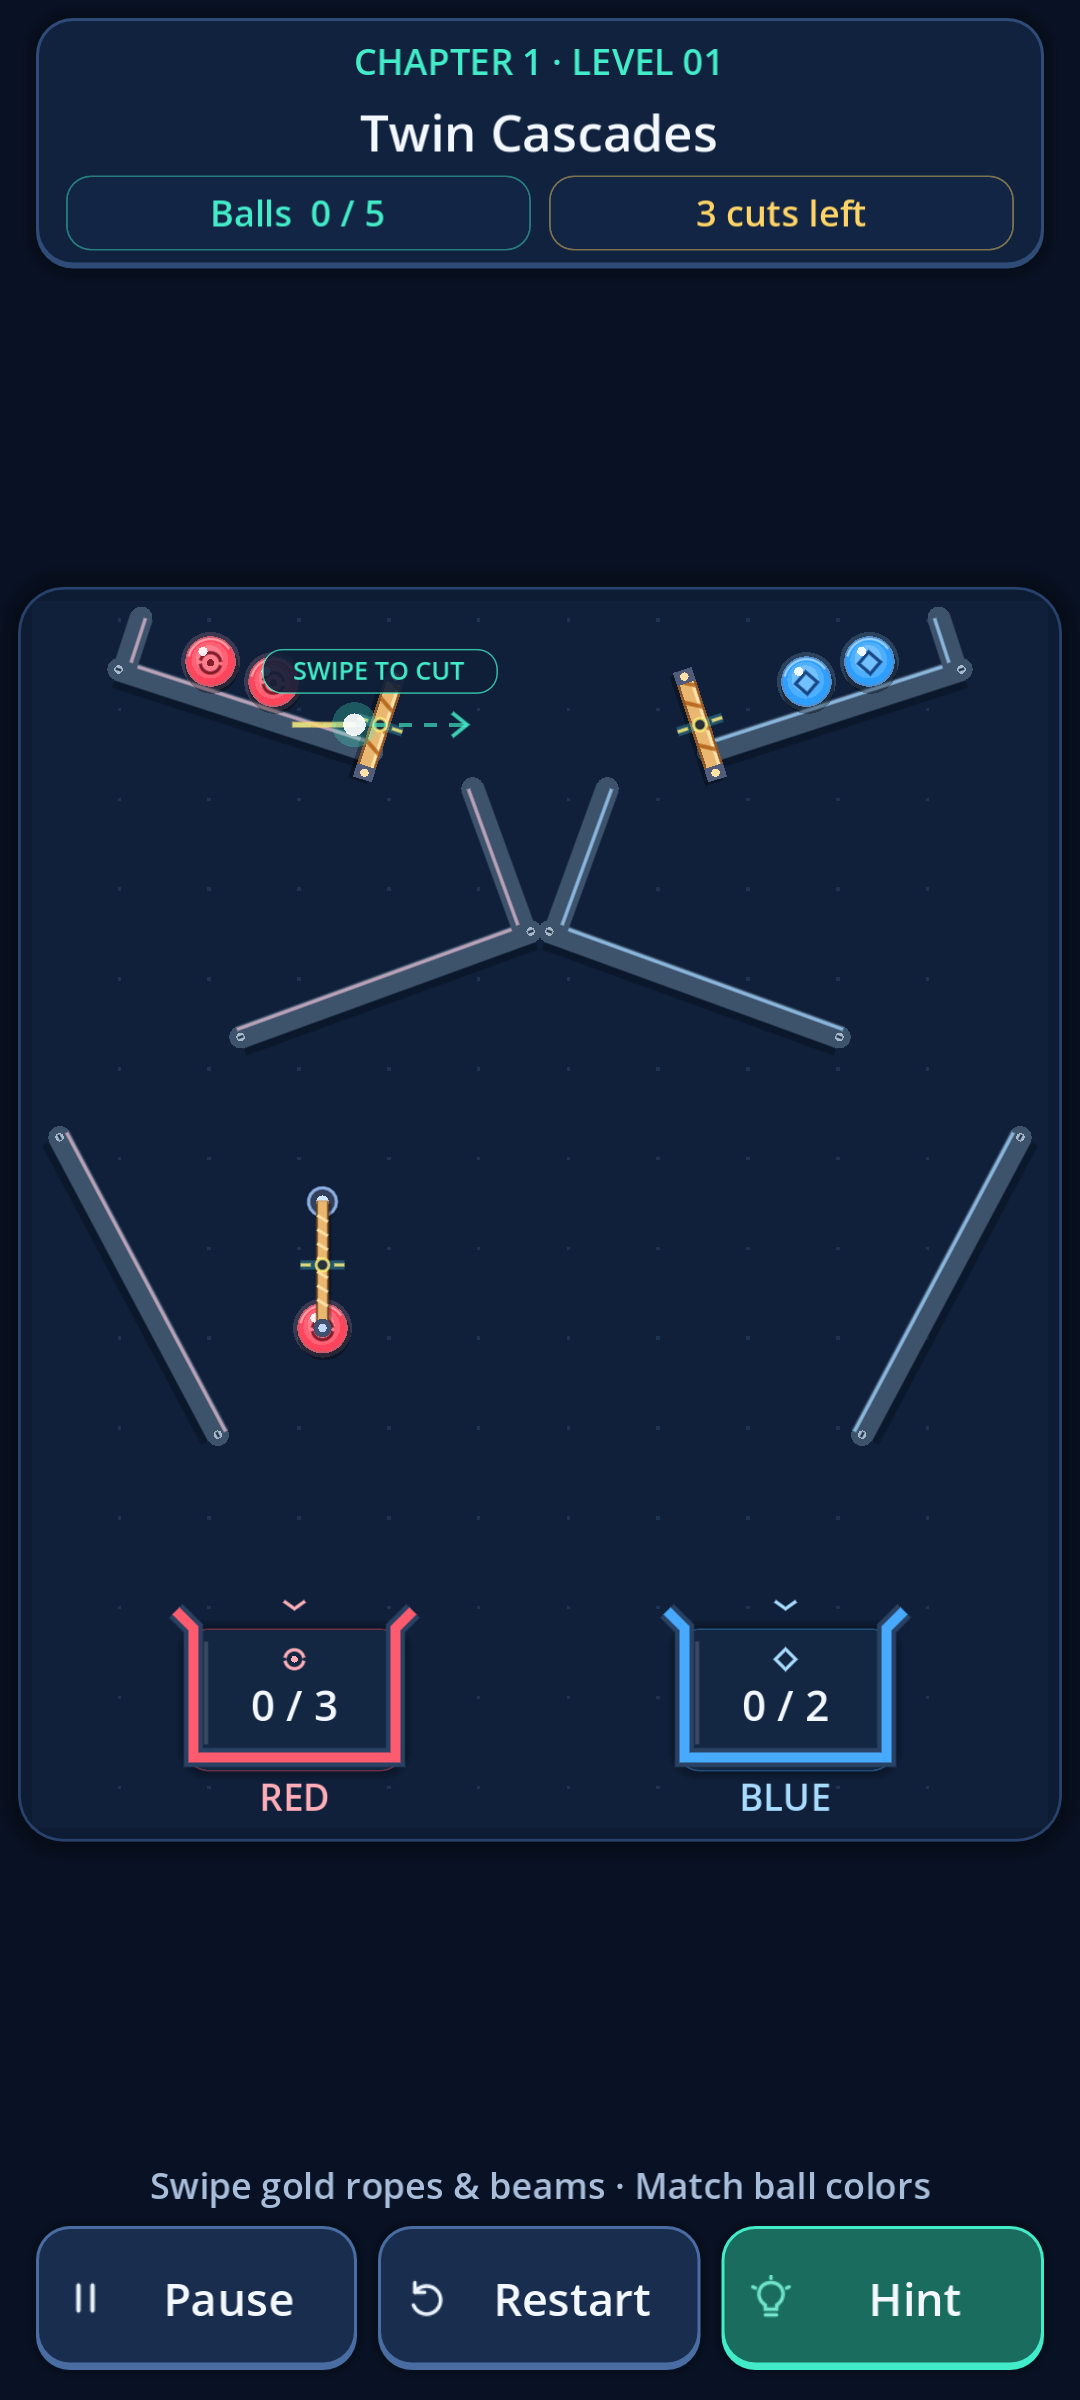 CHAPTER 1 · LEVEL 01
Twin Cascades
Balls 0 / 5
3 cuts left
SWIPE TO CUT
0 / 3
0 / 2
RED
BLUE
Swipe gold ropes & beams · Match ball colors
Pause
Restart
Hint